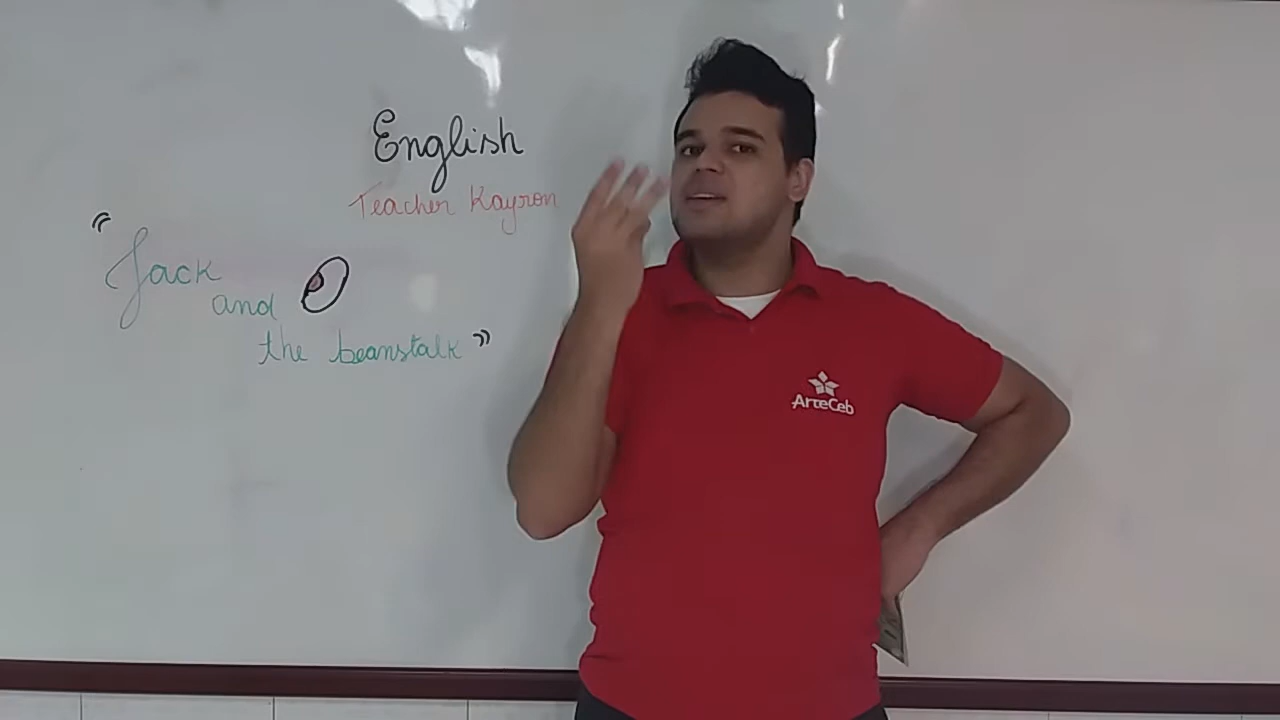 English
Teacher Kayron
"Jack
and
the beanstalk"
ArteCeb